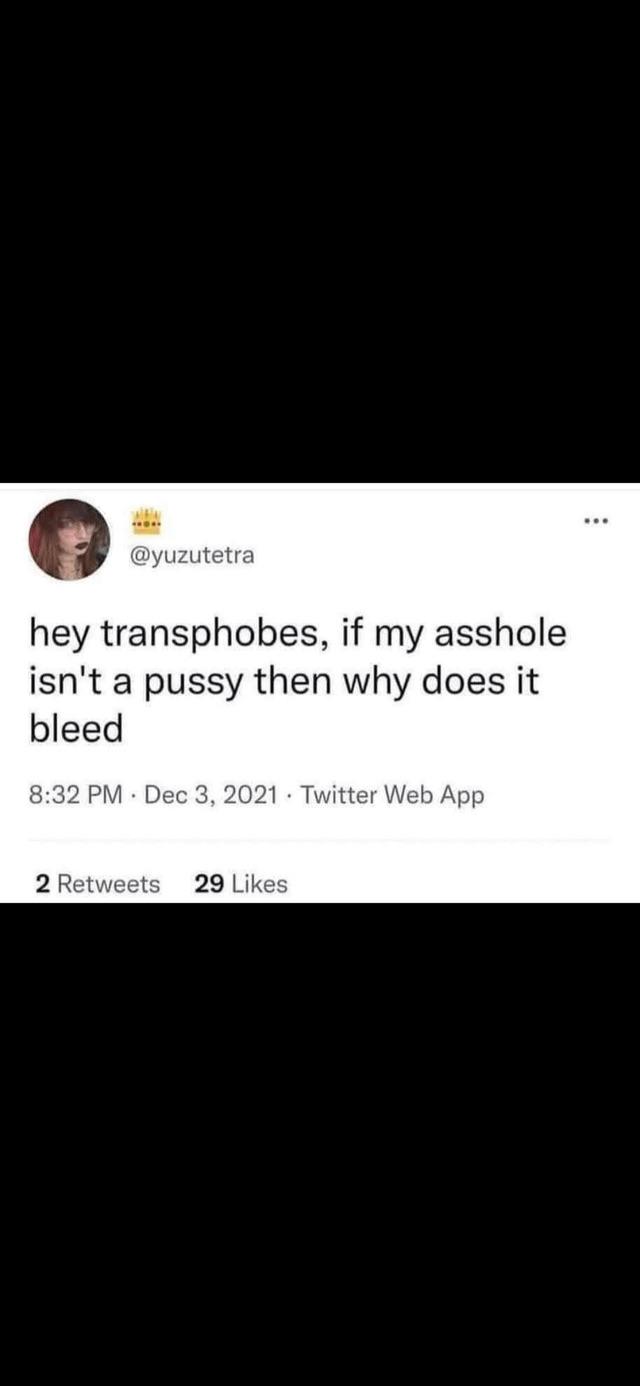 @yuzutetra
hey transphobes, if my asshole
isn't a pussy then why does it
bleed
8:32 PM · Dec 3, 2021 · Twitter Web App
2 Retweets 29 Likes